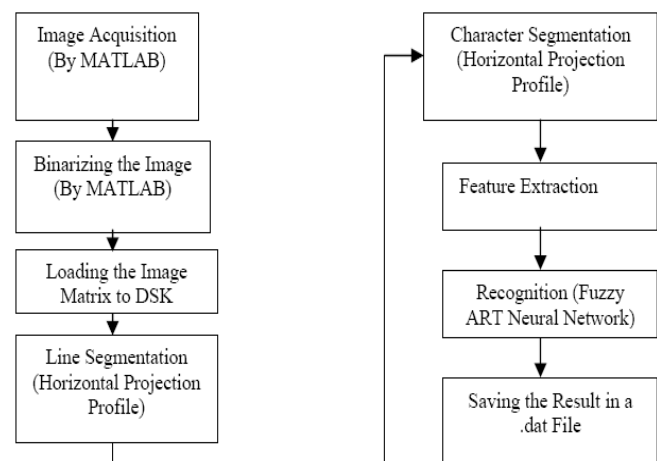 Image Acquisition
(By MATLAB)
Binarizing the Image
(By MATLAB)
Loading the Image
Matrix to DSK
Line Segmentation
(Horizontal Projection
Profile)
Character Segmentation
(Horizontal Projection
Profile)
Feature Extraction
Recognition (Fuzzy
ART Neural Network)
Saving the Result in a
.dat File